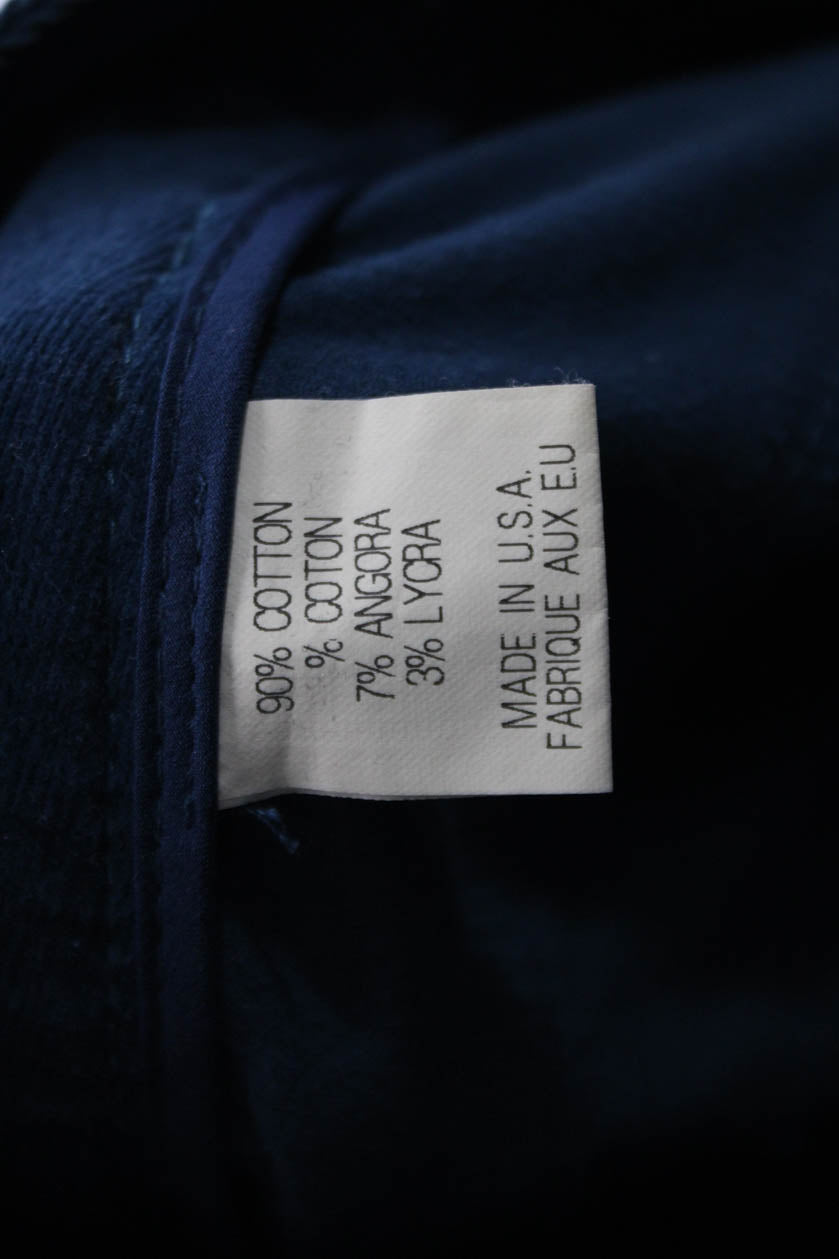 90% COTTON
% COTON
7% ANGORA
3% LYCRA
MADE IN U.S.A.
FABRIQUE AUX E.U